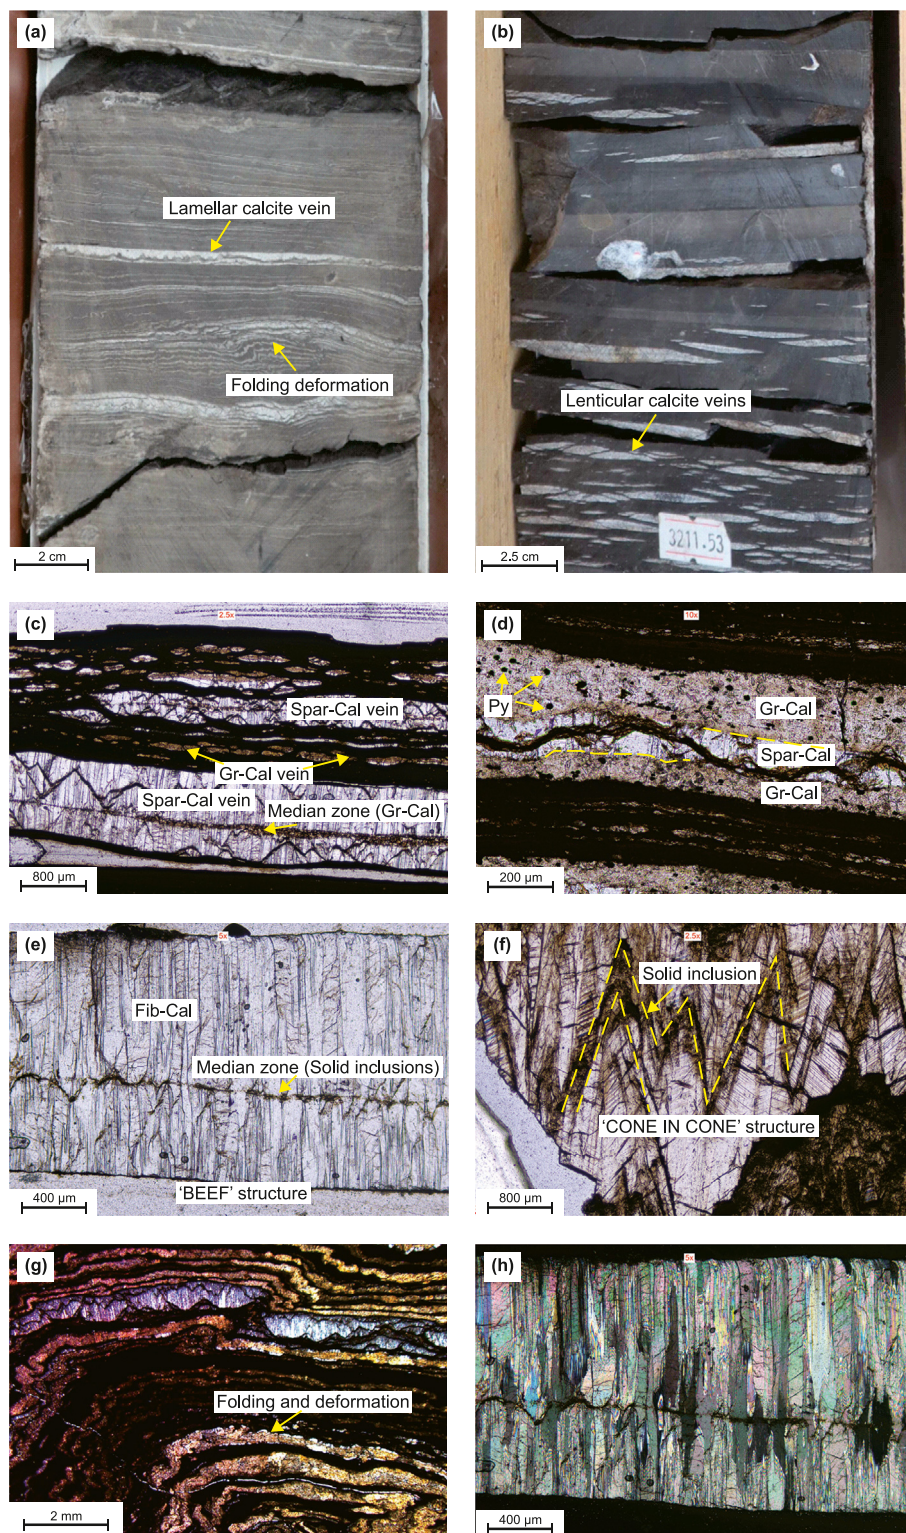 (a)
Lamellar calcite vein
Folding deformation
2 cm
(b)
Lenticular calcite veins
3211.53
2.5 cm
(c)
2.5x
Spar-Cal vein
Gr-Cal vein
Spar-Cal vein
Median zone (Gr-Cal)
800 µm
(d)
10x
Py
Gr-Cal
Spar-Cal
Gr-Cal
200 µm
(e)
5x
Fib-Cal
Median zone (Solid inclusions)
'BEEF' structure
400 µm
(f)
2.5x
Solid inclusion
'CONE IN CONE' structure
800 µm
(g)
Folding and deformation
2 mm
(h)
5x
400 µm